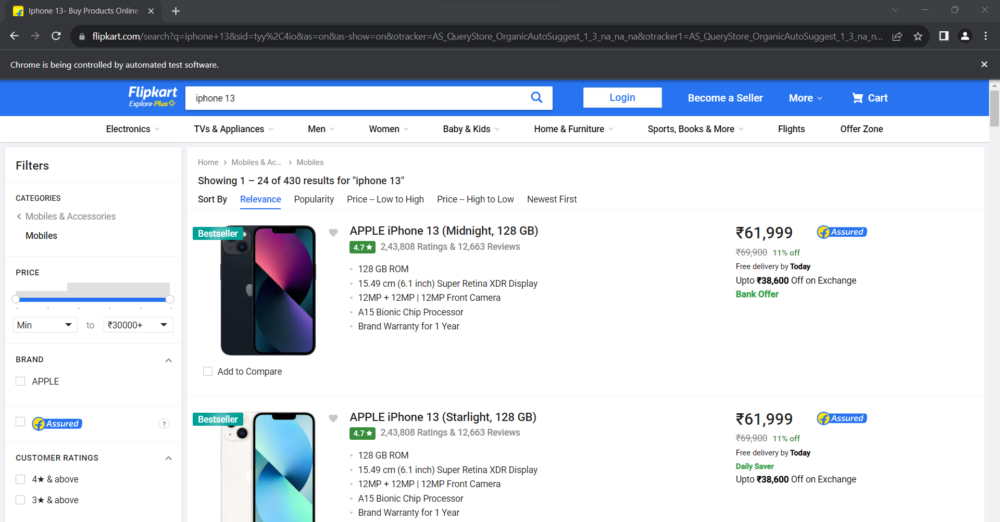 Iphone 13- Buy Products Online
flipkart.com/search?q=iphone+13&sid=tyy%2C4io&as=on&as-show=on&otracker=AS_QueryStore_OrganicAutoSuggest_1_3_na_na_na&otracker1=AS_QueryStore_OrganicAutoSuggest_1_3_na_n...
Chrome is being controlled by automated test software.
Flipkart
Explore Plus
iphone 13
Login
Become a Seller
More
Cart
Electronics
TVs & Appliances
Men
Women
Baby & Kids
Home & Furniture
Sports, Books & More
Flights
Offer Zone
Filters
CATEGORIES
Mobiles & Accessories
Mobiles
PRICE
Min to ₹30000+
BRAND
APPLE
Assured
?
CUSTOMER RATINGS
4★ & above
3★ & above
Home > Mobiles & Ac... > Mobiles
Showing 1 – 24 of 430 results for "iphone 13"
Sort By Relevance Popularity Price -- Low to High Price -- High to Low Newest First
Bestseller
APPLE iPhone 13 (Midnight, 128 GB)
4.7★ 2,43,808 Ratings & 12,663 Reviews
128 GB ROM
15.49 cm (6.1 inch) Super Retina XDR Display
12MP + 12MP | 12MP Front Camera
A15 Bionic Chip Processor
Brand Warranty for 1 Year
₹61,999 Assured
₹69,900 11% off
Free delivery by Today
Upto ₹38,600 Off on Exchange
Bank Offer
Add to Compare
Bestseller
APPLE iPhone 13 (Starlight, 128 GB)
4.7★ 2,43,808 Ratings & 12,663 Reviews
128 GB ROM
15.49 cm (6.1 inch) Super Retina XDR Display
12MP + 12MP | 12MP Front Camera
A15 Bionic Chip Processor
Brand Warranty for 1 Year
₹61,999 Assured
₹69,900 11% off
Free delivery by Today
Daily Saver
Upto ₹38,600 Off on Exchange